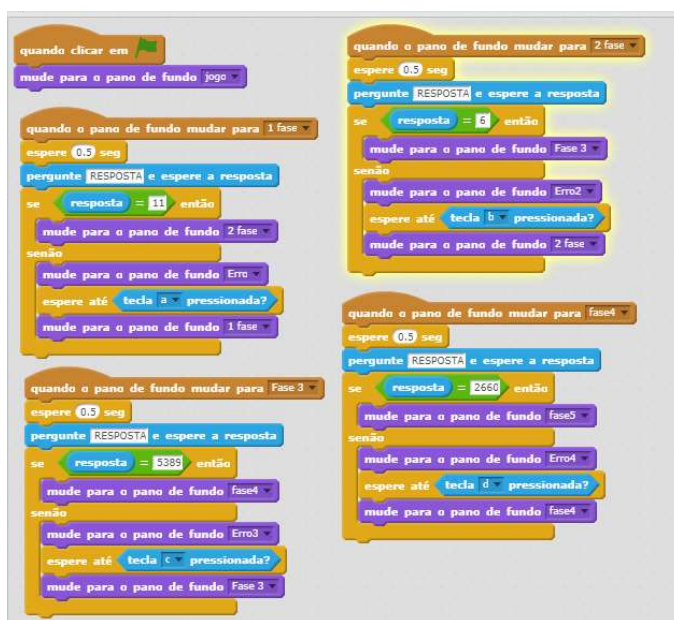 quando clicar em
mude para o pano de fundo jogo
quando o pano de fundo mudar para 1 fase
espere 0.5 seg
pergunte RESPOSTA e espere a resposta
se resposta = 11 então
mude para o pano de fundo 2 fase
senão
mude para o pano de fundo Erro
espere até tecla a pressionada?
mude para o pano de fundo 1 fase
quando o pano de fundo mudar para Fase 3
espere 0.5 seg
pergunte RESPOSTA e espere a resposta
se resposta = 5389 então
mude para o pano de fundo fase4
senão
mude para o pano de fundo Erro3
espere até tecla c pressionada?
mude para o pano de fundo Fase 3
quando o pano de fundo mudar para 2 fase
espere 0.5 seg
pergunte RESPOSTA e espere a resposta
se resposta = 6 então
mude para o pano de fundo Fase 3
senão
mude para o pano de fundo Erro2
espere até tecla b pressionada?
mude para o pano de fundo 2 fase
quando o pano de fundo mudar para fase4
espere 0.5 seg
pergunte RESPOSTA e espere a resposta
se resposta = 2660 então
mude para o pano de fundo fase5
senão
mude para o pano de fundo Erro4
espere até tecla d pressionada?
mude para o pano de fundo fase4